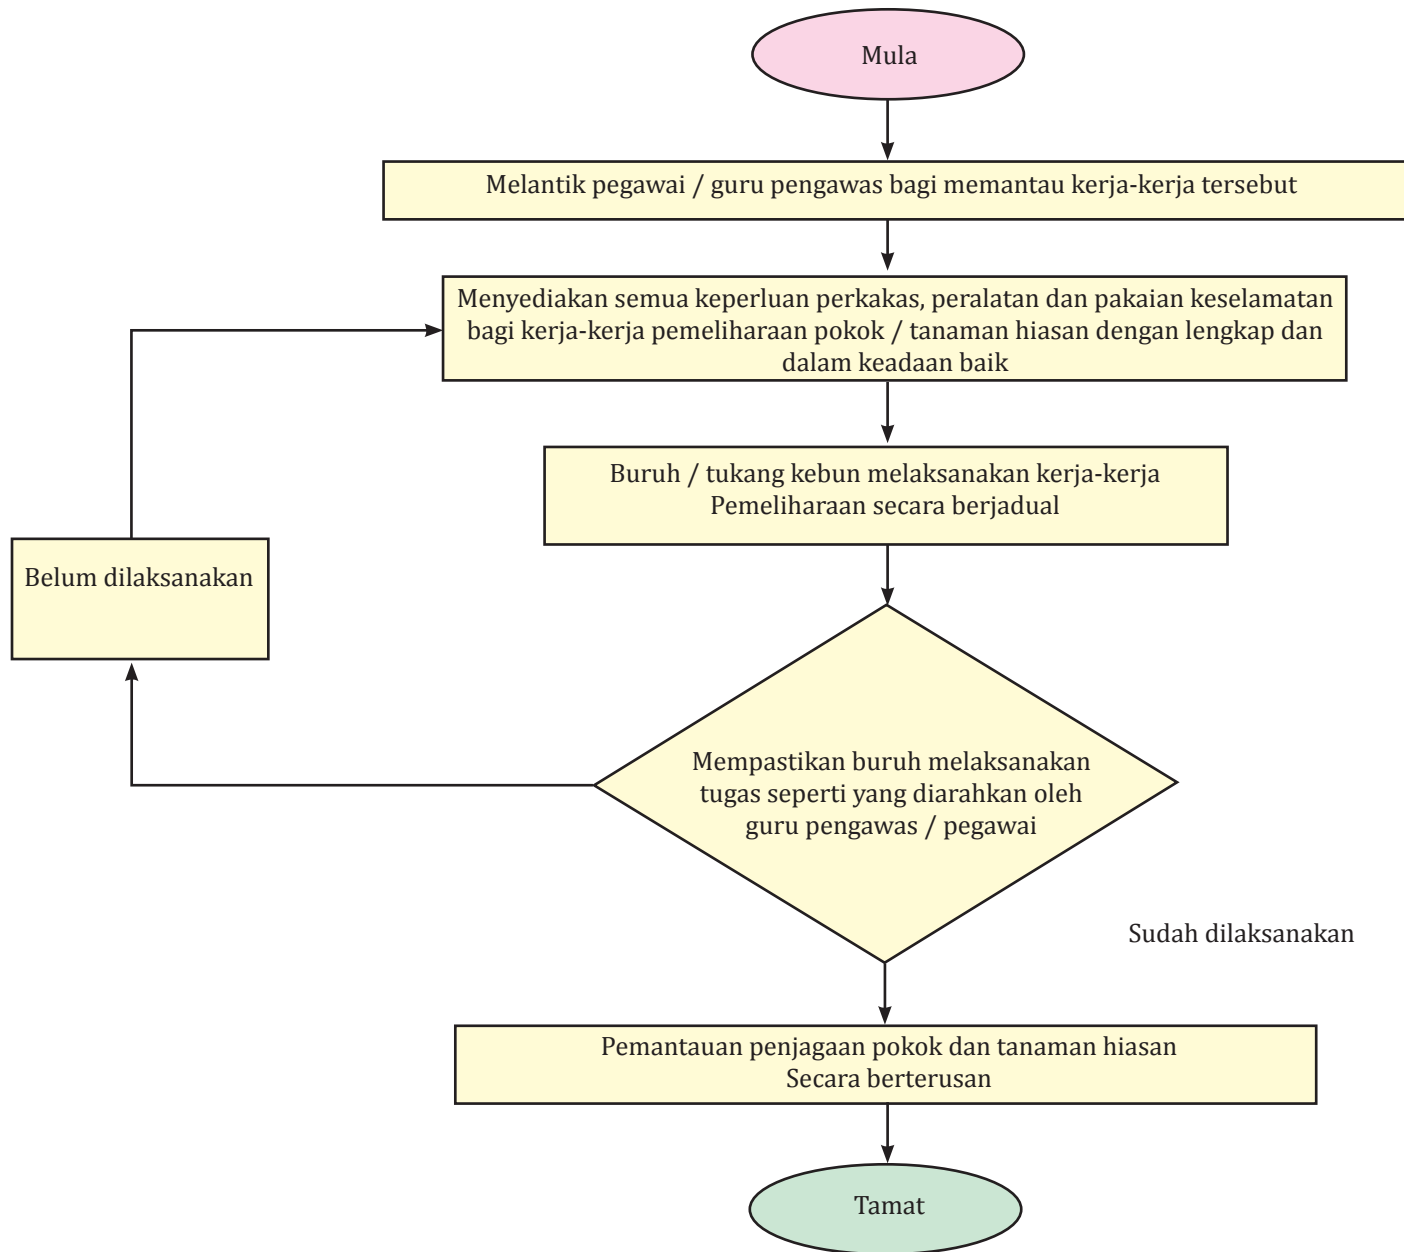 Mula
Melantik pegawai / guru pengawas bagi memantau kerja-kerja tersebut
Menyediakan semua keperluan perkakas, peralatan dan pakaian keselamatan
bagi kerja-kerja pemeliharaan pokok / tanaman hiasan dengan lengkap dan
dalam keadaan baik
Buruh / tukang kebun melaksanakan kerja-kerja
Pemeliharaan secara berjadual
Belum dilaksanakan
Mempastikan buruh melaksanakan
tugas seperti yang diarahkan oleh
guru pengawas / pegawai
Sudah dilaksanakan
Pemantauan penjagaan pokok dan tanaman hiasan
Secara berterusan
Tamat